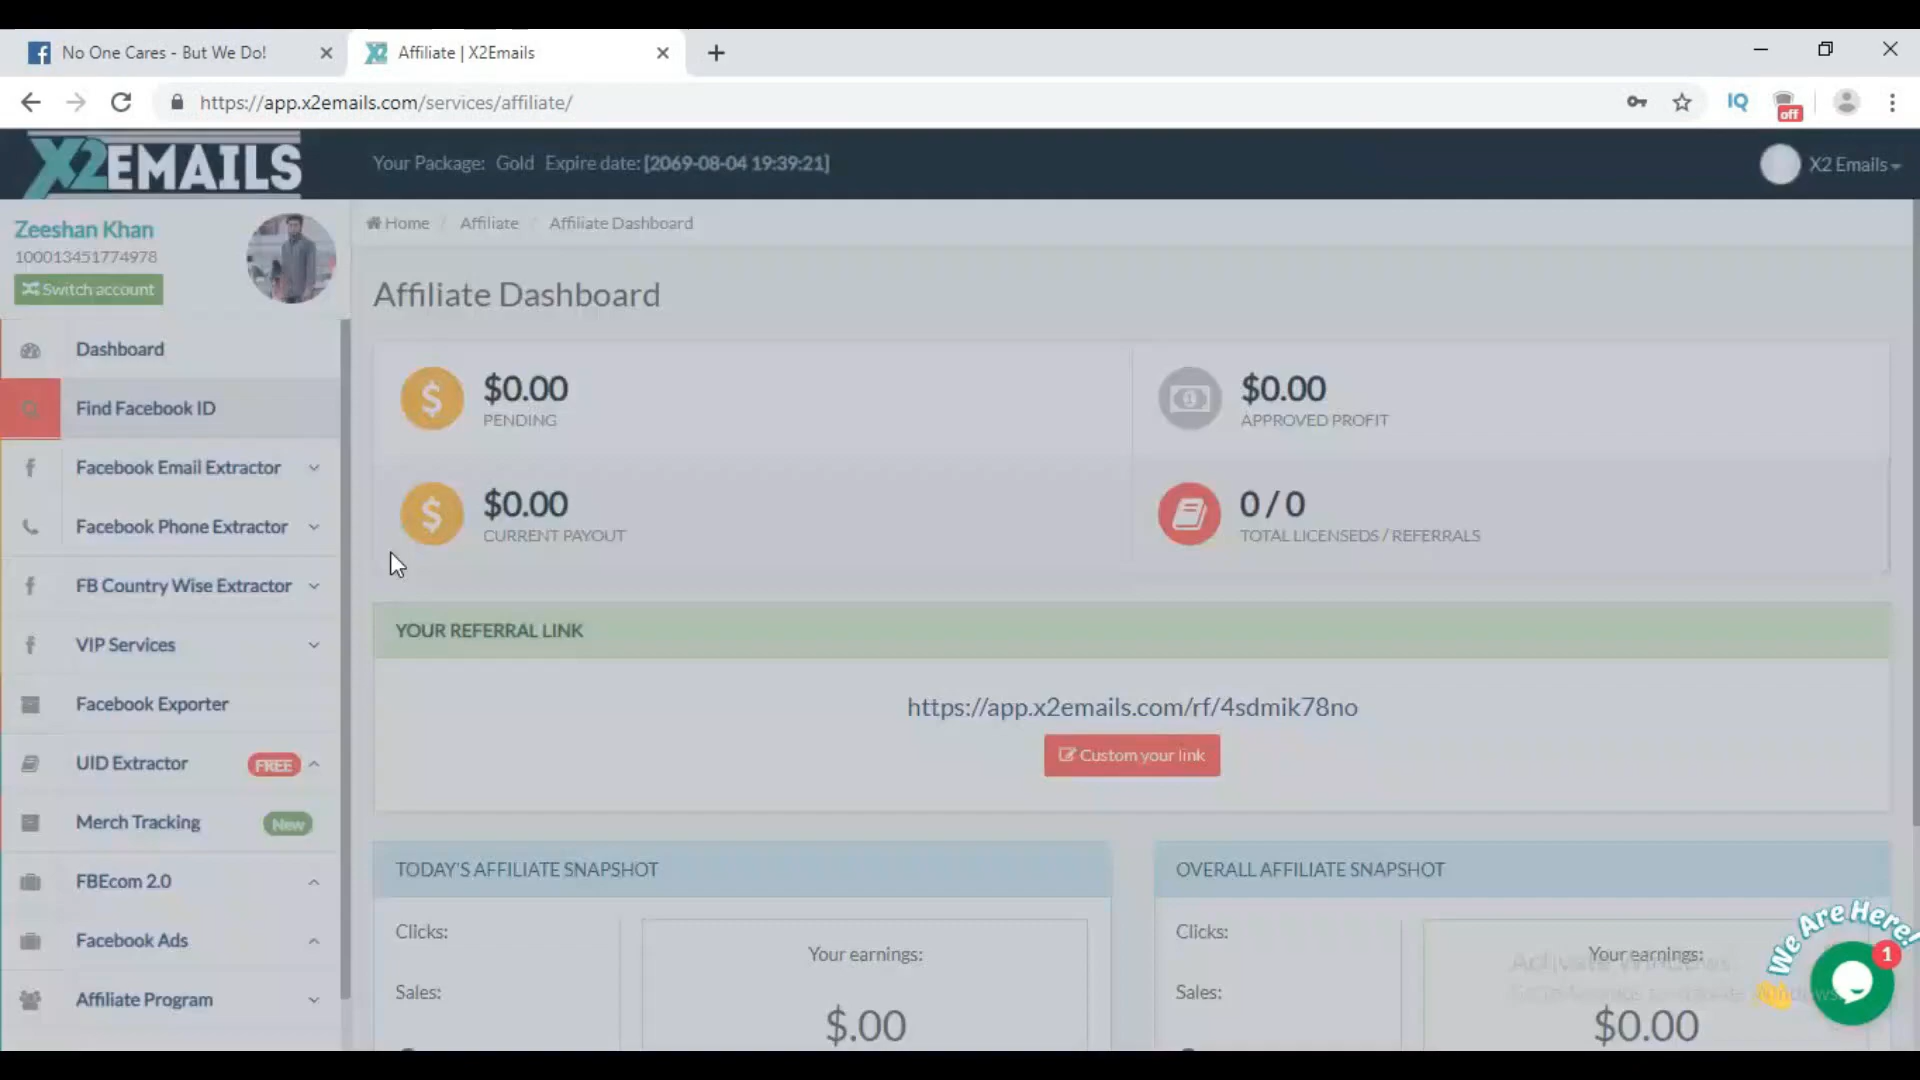 No One Cares - But We Do!
Affiliate | X2Emails
https://app.x2emails.com/services/affiliate/
IQ
off
X2EMAILS
Your Package: Gold Expire date: [2069-08-04 19:39:21]
X2 Emails
Zeeshan Khan
100013451774978
Switch account
Home / Affiliate / Affiliate Dashboard
Affiliate Dashboard
Dashboard
Find Facebook ID
Facebook Email Extractor
Facebook Phone Extractor
FB Country Wise Extractor
VIP Services
Facebook Exporter
UID Extractor FREE
Merch Tracking New
FBEcom 2.0
Facebook Ads
Affiliate Program
$0.00
PENDING
$0.00
APPROVED PROFIT
$0.00
CURRENT PAYOUT
0 / 0
TOTAL LICENSEDS / REFERRALS
YOUR REFERRAL LINK
https://app.x2emails.com/rf/4sdmik78no
Custom your link
TODAY'S AFFILIATE SNAPSHOT
Clicks:
Sales:
Your earnings:
$.00
OVERALL AFFILIATE SNAPSHOT
Clicks:
Sales:
Your earnings:
$0.00
Activate Windows
We Are Here!
1